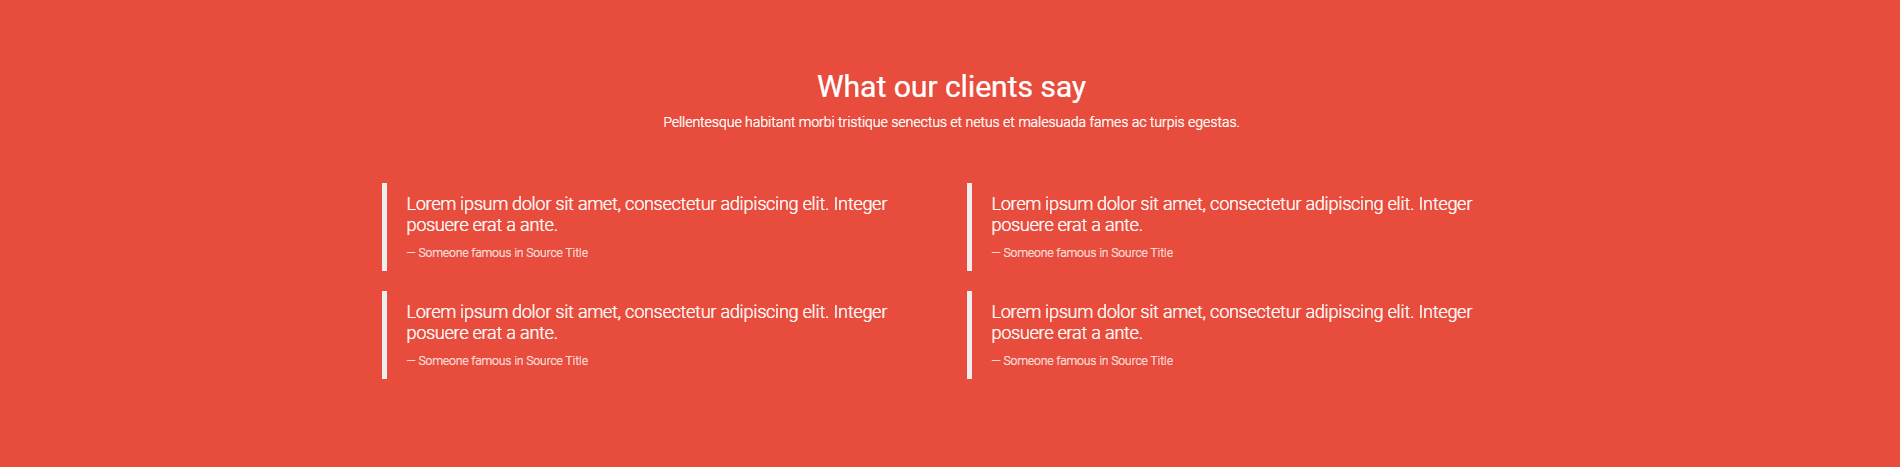 What our clients say
Pellentesque habitant morbi tristique senectus et netus et malesuada fames ac turpis egestas.
Lorem ipsum dolor sit amet, consectetur adipiscing elit. Integer
posuere erat a ante.
— Someone famous in Source Title
Lorem ipsum dolor sit amet, consectetur adipiscing elit. Integer
posuere erat a ante.
— Someone famous in Source Title
Lorem ipsum dolor sit amet, consectetur adipiscing elit. Integer
posuere erat a ante.
— Someone famous in Source Title
Lorem ipsum dolor sit amet, consectetur adipiscing elit. Integer
posuere erat a ante.
— Someone famous in Source Title